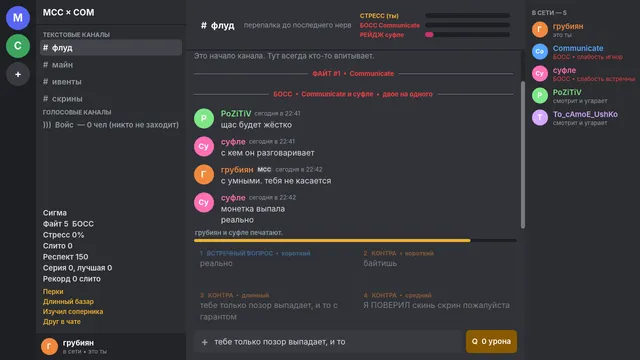 M
C
+
MCC × COM
ТЕКСТОВЫЕ КАНАЛЫ
# флуд
# майн
# ивенты
# скрины
ГОЛОСОВЫЕ КАНАЛЫ
))) Войс — 0 чел (никто не заходит)
Сигма
Файт 5 БОСС
Стресс 0%
Слито 0
Респект 150
Серия 0, лучшая 0
Рекорд 0 слито
Перки
Длинный базар
Изучил соперника
Друг в чате
Г
грубиян
в сети • это ты
# флуд
перепалка до последнего нерв
СТРЕСС (ты)
БОСС Communicate
РЕЙДЖ суфле
Это начало канала. Тут всегда кто-то впитывает.
ФАЙТ #1 • Communicate
БОСС • Communicate и суфле • двое на одного
P
PoZiTiV сегодня в 22:41
щас будет жёстко
Су
суфле сегодня в 22:41
с кем он разговаривает
Г
грубиян MCC сегодня в 22:42
с умными. тебя не касается
Су
суфле сегодня в 22:42
монетка выпала
реально
грубиян и суфле печатают.
1 ВСТРЕЧНЫЙ ВОПРОС • короткий
реально
2 КОНТРА • короткий
байтишь
3 КОНТРА • длинный
тебе только позор выпадает, и то с
гарантом
4 КОНТРА • средний
Я ПОВЕРИЛ скинь скрин пожалуйста
+ тебе только позор выпадает, и то
Q 0 урона
В СЕТИ — 5
Г
грубиян
это ты
Co
Communicate
БОСС • слабость игнор
Су
суфле
БОСС • слабость встречны
P
PoZiTiV
смотрит и угарает
T
To_cAmoE_UshKo
смотрит и угарает